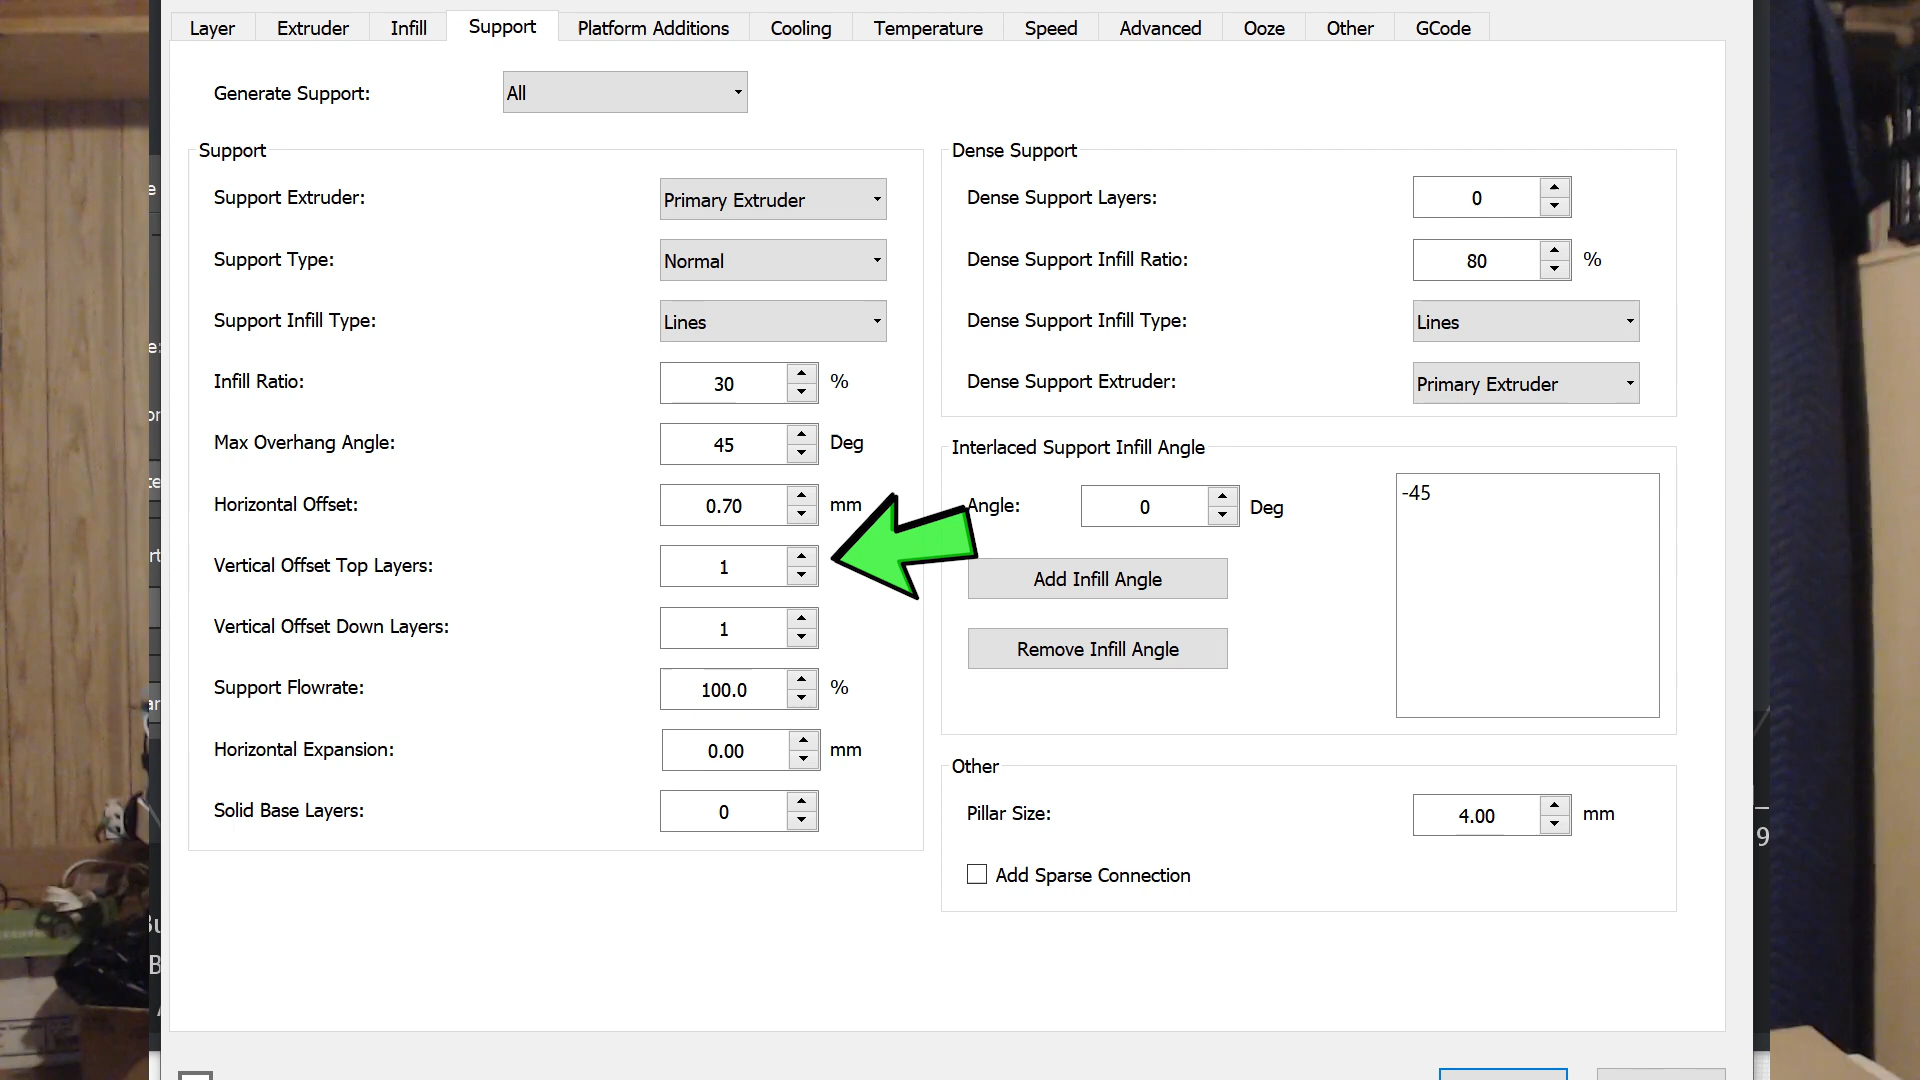 Layer Extruder Infill Support Platform Additions Cooling Temperature Speed Advanced Ooze Other GCode
Generate Support: All
Support
Support Extruder: Primary Extruder
Support Type: Normal
Support Infill Type: Lines
Infill Ratio: 30 %
Max Overhang Angle: 45 Deg
Horizontal Offset: 0.70 mm
Vertical Offset Top Layers: 1
Vertical Offset Down Layers: 1
Support Flowrate: 100.0 %
Horizontal Expansion: 0.00 mm
Solid Base Layers: 0
Dense Support
Dense Support Layers: 0
Dense Support Infill Ratio: 80 %
Dense Support Infill Type: Lines
Dense Support Extruder: Primary Extruder
Interlaced Support Infill Angle
Angle: 0 Deg
-45
Add Infill Angle
Remove Infill Angle
Other
Pillar Size: 4.00 mm
Add Sparse Connection
9